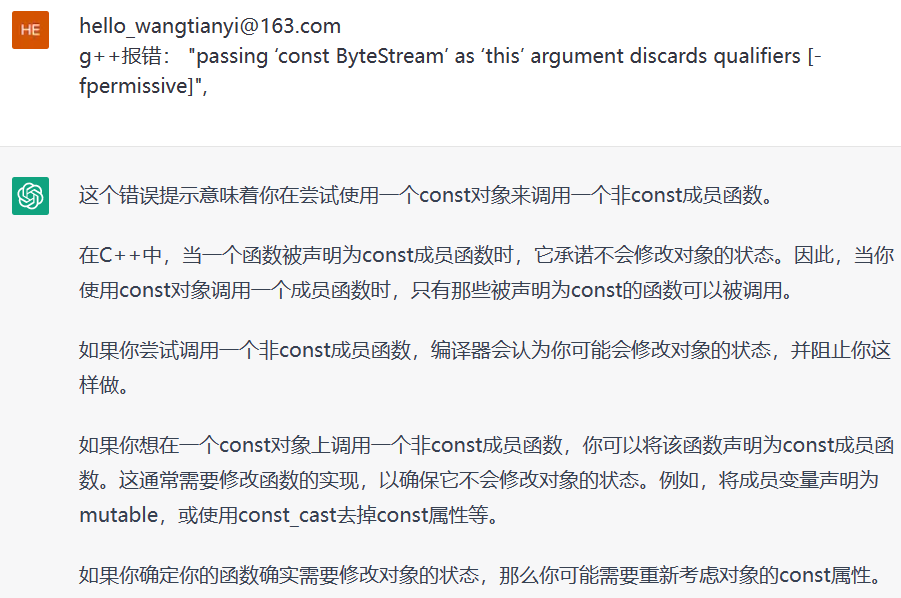 HE
hello_wangtianyi@163.com
g++报错： "passing ‘const ByteStream’ as ‘this’ argument discards qualifiers [-
fpermissive]",
这个错误提示意味着你在尝试使用一个const对象来调用一个非const成员函数。
在C++中，当一个函数被声明为const成员函数时，它承诺不会修改对象的状态。因此，当你
使用const对象调用一个成员函数时，只有那些被声明为const的函数可以被调用。
如果你尝试调用一个非const成员函数，编译器会认为你可能会修改对象的状态，并阻止你这
样做。
如果你想在一个const对象上调用一个非const成员函数，你可以将该函数声明为const成员函
数。这通常需要修改函数的实现，以确保它不会修改对象的状态。例如，将成员变量声明为
mutable，或使用const_cast去掉const属性等。
如果你确定你的函数确实需要修改对象的状态，那么你可能需要重新考虑对象的const属性。